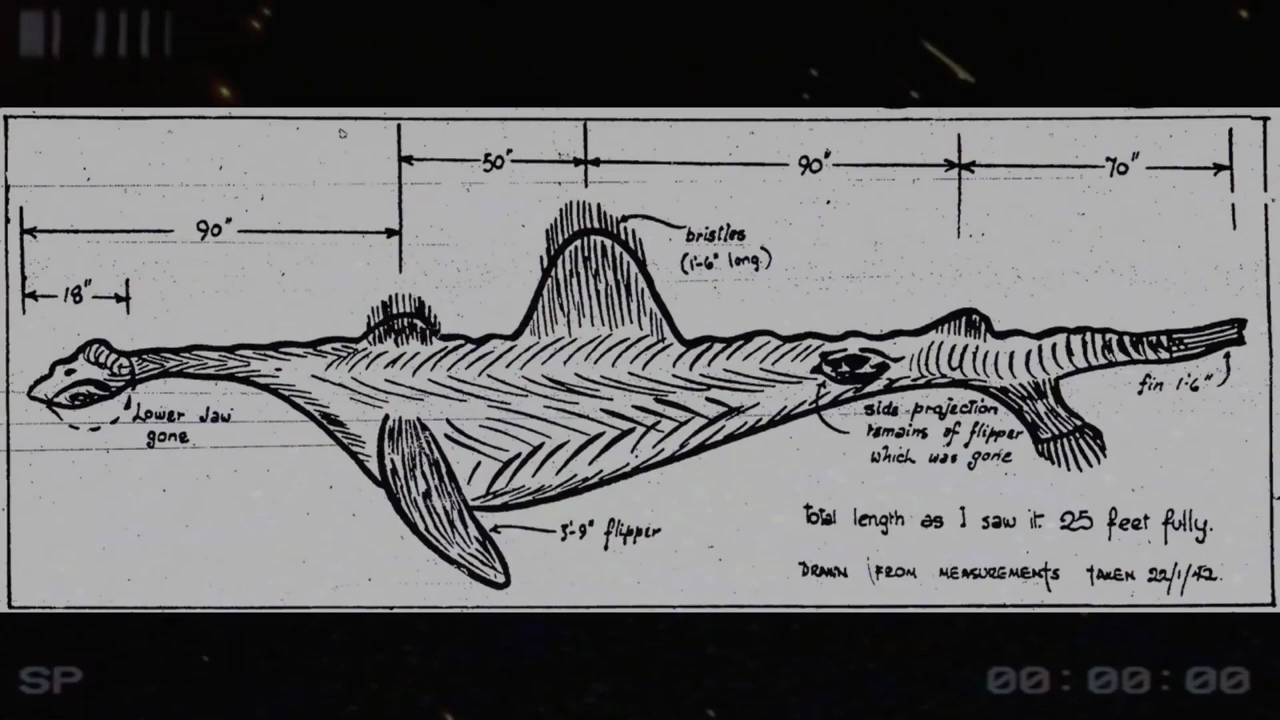 50"
90"
70"
90"
bristles
(1'-6" long.)
18"
fin 1'6"
Lower Jaw
gone
side projection
remains of flipper
which was gone
Total length as I saw it 25 feet fully.
3'-9" flipper
DRAWN FROM MEASUREMENTS TAKEN 22/1/42.
SP
00:00:00